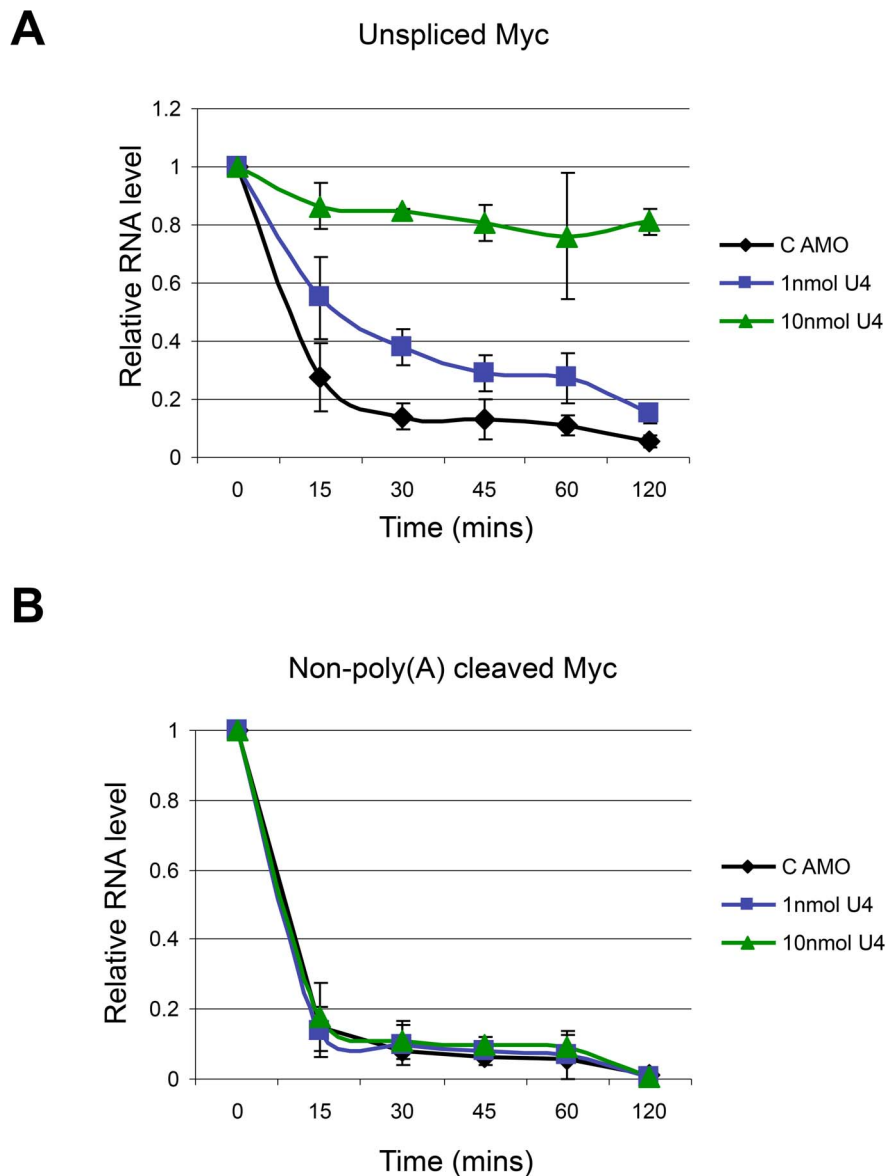 A
Unspliced Myc
1.2
1
0.8
0.6
0.4
0.2
0
Relative RNA level
0 15 30 45 60 120
Time (mins)
C AMO
1nmol U4
10nmol U4
B
Non-poly(A) cleaved Myc
1
0.8
0.6
0.4
0.2
0
Relative RNA level
0 15 30 45 60 120
Time (mins)
C AMO
1nmol U4
10nmol U4